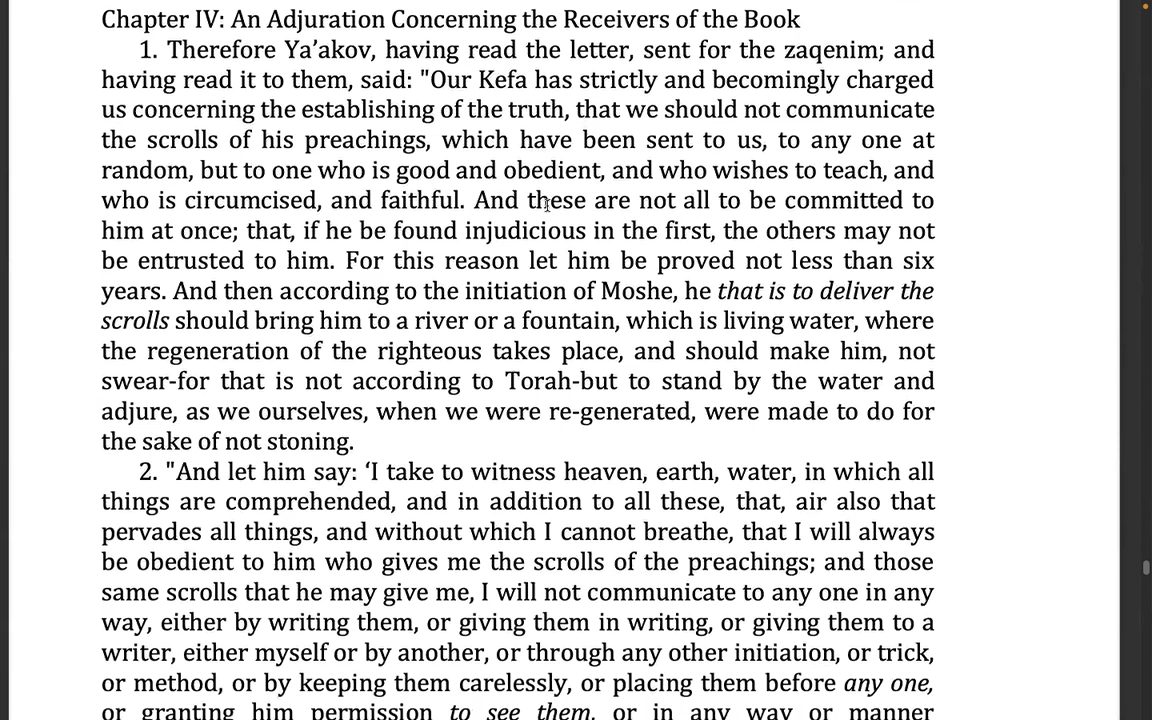 Chapter IV: An Adjuration Concerning the Receivers of the Book
1. Therefore Ya’akov, having read the letter, sent for the zaqenim; and
having read it to them, said: "Our Kefa has strictly and becomingly charged
us concerning the establishing of the truth, that we should not communicate
the scrolls of his preachings, which have been sent to us, to any one at
random, but to one who is good and obedient, and who wishes to teach, and
who is circumcised, and faithful. And these are not all to be committed to
him at once; that, if he be found injudicious in the first, the others may not
be entrusted to him. For this reason let him be proved not less than six
years. And then according to the initiation of Moshe, he that is to deliver the
scrolls should bring him to a river or a fountain, which is living water, where
the regeneration of the righteous takes place, and should make him, not
swear-for that is not according to Torah-but to stand by the water and
adjure, as we ourselves, when we were re-generated, were made to do for
the sake of not stoning.
2. "And let him say: ‘I take to witness heaven, earth, water, in which all
things are comprehended, and in addition to all these, that, air also that
pervades all things, and without which I cannot breathe, that I will always
be obedient to him who gives me the scrolls of the preachings; and those
same scrolls that he may give me, I will not communicate to any one in any
way, either by writing them, or giving them in writing, or giving them to a
writer, either myself or by another, or through any other initiation, or trick,
or method, or by keeping them carelessly, or placing them before any one,
or granting him permission to see them, or in any way or manner